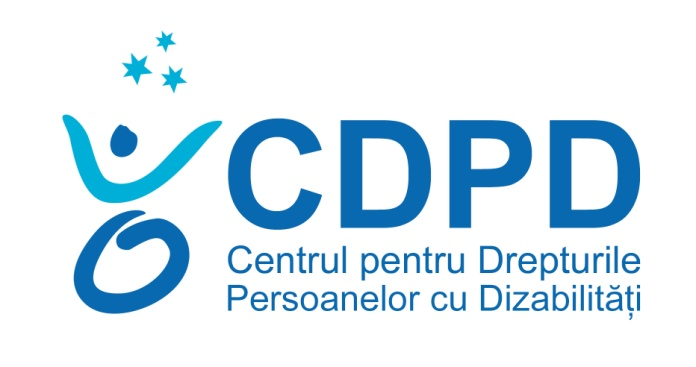 CDPD
Centrul pentru Drepturile
Persoanelor cu Dizabilități